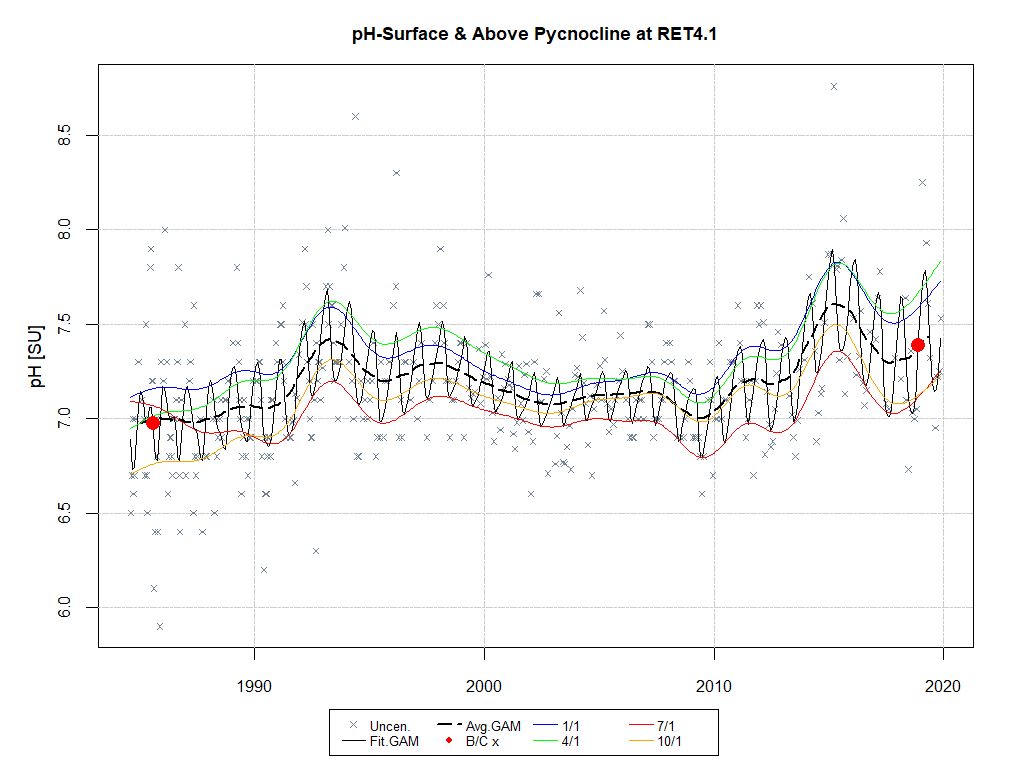 pH-Surface & Above Pycnocline at RET4.1
pH [SU]
8.5
8.0
7.5
7.0
6.5
6.0
1990 2000 2010 2020
Uncen. Avg.GAM 1/1 7/1
Fit.GAM B/C x 4/1 10/1